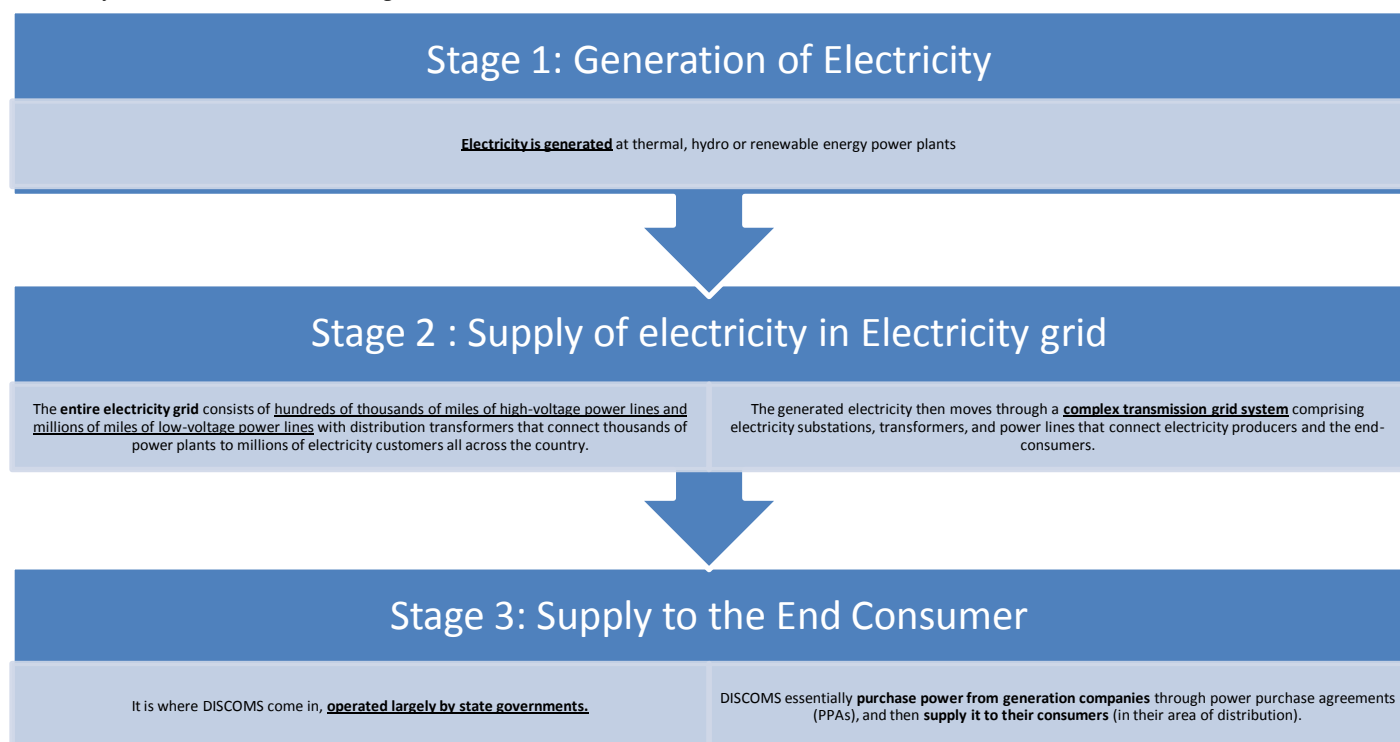 Stage 1: Generation of Electricity
Electricity is generated at thermal, hydro or renewable energy power plants
Stage 2 : Supply of electricity in Electricity grid
The entire electricity grid consists of hundreds of thousands of miles of high-voltage power lines and
millions of miles of low-voltage power lines with distribution transformers that connect thousands of
power plants to millions of electricity customers all across the country.
The generated electricity then moves through a complex transmission grid system comprising
electricity substations, transformers, and power lines that connect electricity producers and the end-
consumers.
Stage 3: Supply to the End Consumer
It is where DISCOMS come in, operated largely by state governments.
DISCOMS essentially purchase power from generation companies through power purchase agreements
(PPAs), and then supply it to their consumers (in their area of distribution).